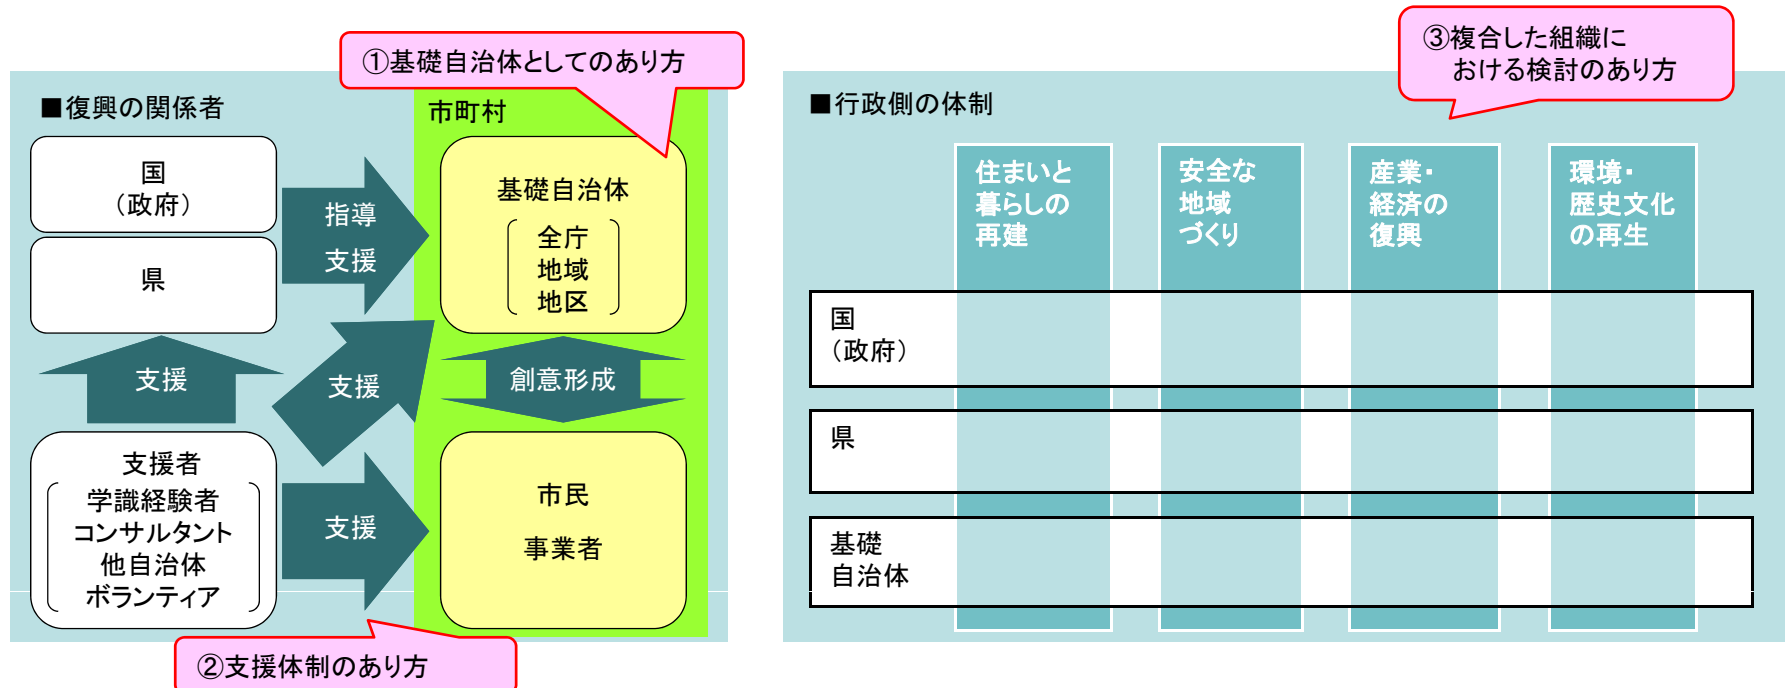 ①基礎自治体としてのあり方
■復興の関係者
市町村
国
（政府）
県
指導
支援
基礎自治体
全庁
地域
地区
支援
支援
創意形成
支援者
学識経験者
コンサルタント
他自治体
ボランティア
支援
市民
事業者
②支援体制のあり方
③複合した組織に
おける検討のあり方
■行政側の体制
住まいと
暮らしの
再建
安全な
地域
づくり
産業・
経済の
復興
環境・
歴史文化
の再生
国
（政府）
県
基礎
自治体